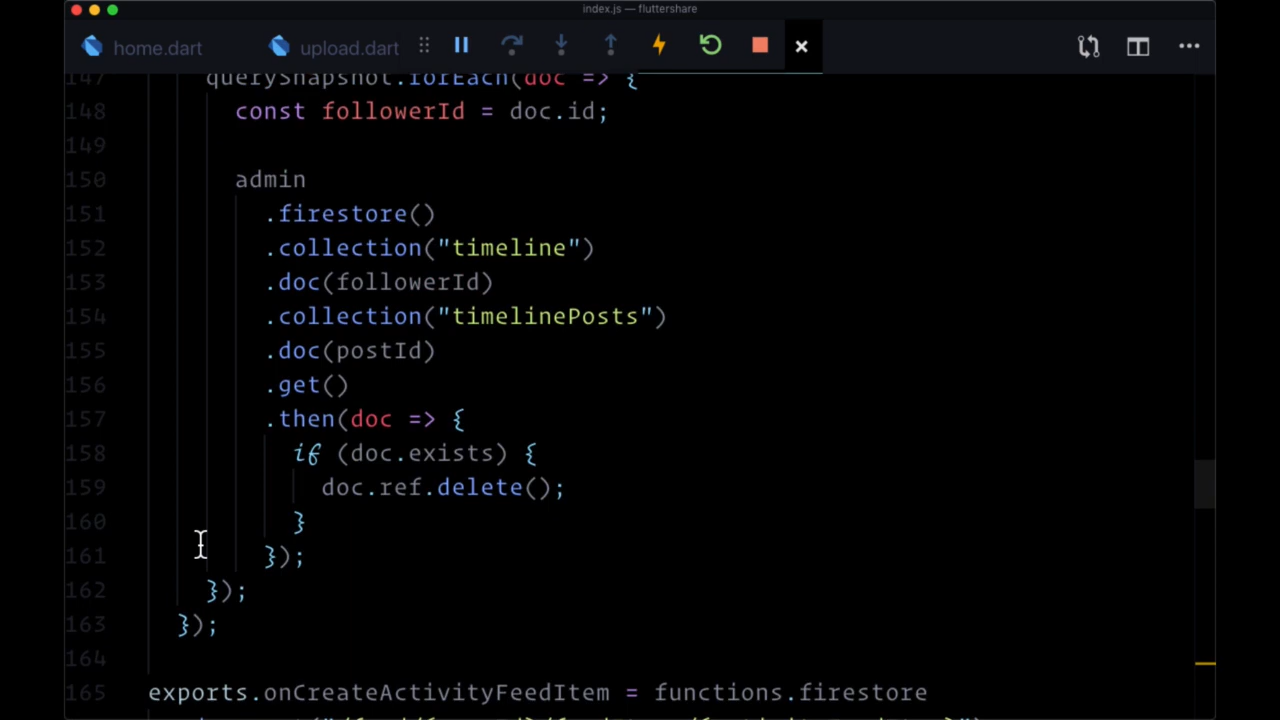 index.js — fluttershare
home.dart
upload.dart
147 querySnapshot.forEach(doc => {
148 const followerId = doc.id;
149
150 admin
151 .firestore()
152 .collection("timeline")
153 .doc(followerId)
154 .collection("timelinePosts")
155 .doc(postId)
156 .get()
157 .then(doc => {
158 if (doc.exists) {
159 doc.ref.delete();
160 }
161 });
162 });
163 });
164
165 exports.onCreateActivityFeedItem = functions.firestore